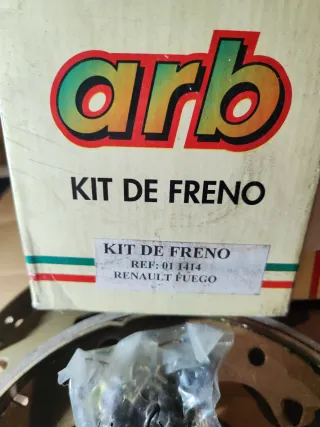 arb
KIT DE FRENO
KIT DE FRENO
REF: 01 1414
RENAULT FUEGO